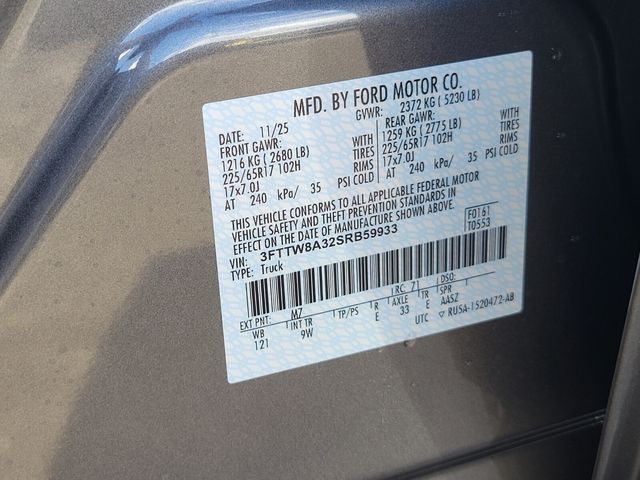 MFD. BY FORD MOTOR CO.
DATE: 11/25 GVWR: 2372 KG ( 5230 LB)
FRONT GAWR: REAR GAWR:
1216 KG ( 2680 LB) WITH 1259 KG ( 2775 LB) WITH
225/65R17 102H TIRES 225/65R17 102H TIRES
17x7.0J RIMS 17x7.0J RIMS
AT 240 kPa/ 35 PSI COLD AT 240 kPa/ 35 PSI COLD
THIS VEHICLE CONFORMS TO ALL APPLICABLE FEDERAL MOTOR
VEHICLE SAFETY AND THEFT PREVENTION STANDARDS IN
EFFECT ON THE DATE OF MANUFACTURE SHOWN ABOVE.
VIN: 3FTTW8A32SRB59933 F0161
TYPE: Truck T0553
EXT PNT: M7 RC: 71 DSO:
WB INT TR TP/PS R AXLE TR SPR
121 9W E 33 E AASZ
UTC ▽ RU5A-1520472-AB